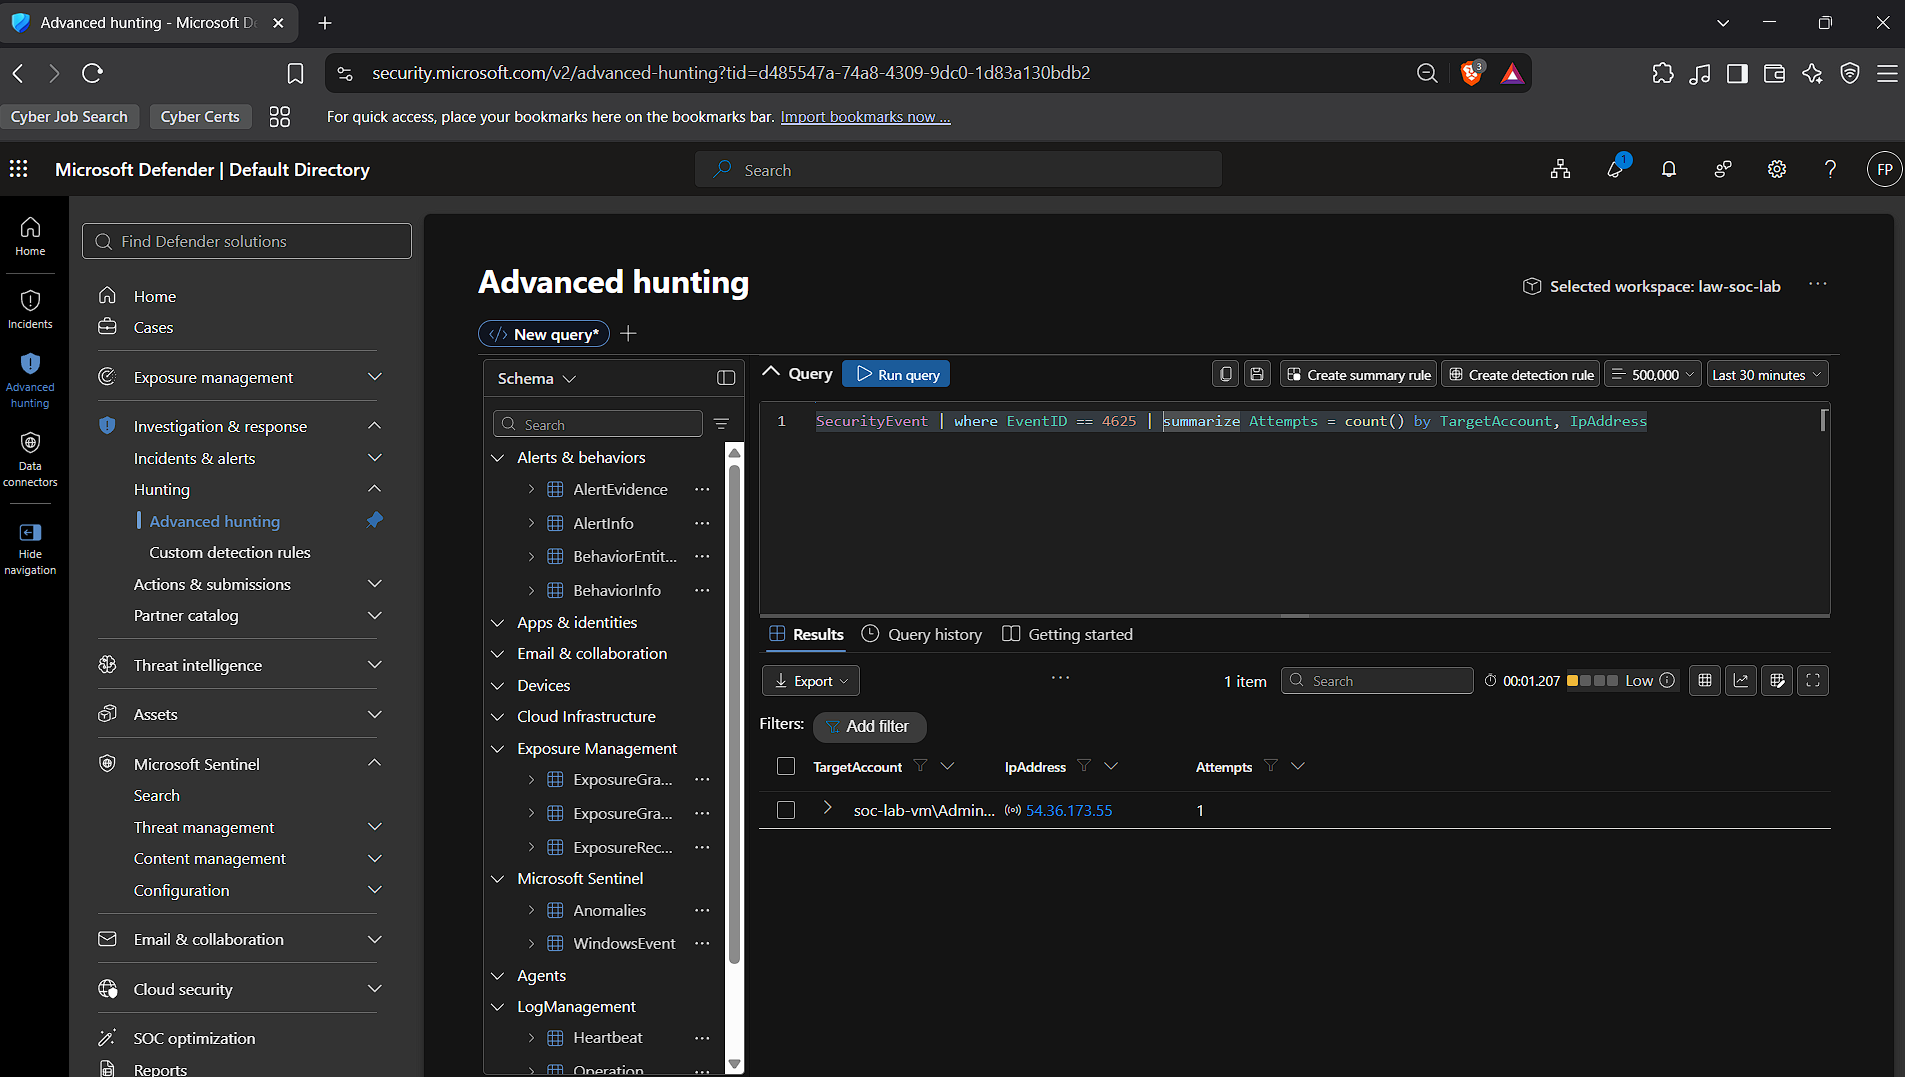 Advanced hunting - Microsoft De
security.microsoft.com/v2/advanced-hunting?tid=d485547a-74a8-4309-9dc0-1d83a130bdb2
3
Cyber Job Search
Cyber Certs
For quick access, place your bookmarks here on the bookmarks bar. Import bookmarks now ...
Microsoft Defender | Default Directory
Search
1
FP
Home
Incidents
Advanced
hunting
Data
connectors
Hide
navigation
Find Defender solutions
Home
Cases
Exposure management
Investigation & response
Incidents & alerts
Hunting
Advanced hunting
Custom detection rules
Actions & submissions
Partner catalog
Threat intelligence
Assets
Microsoft Sentinel
Search
Threat management
Content management
Configuration
Email & collaboration
Cloud security
SOC optimization
Reports
Advanced hunting
Selected workspace: law-soc-lab
New query*
Schema
Search
Alerts & behaviors
AlertEvidence
AlertInfo
BehaviorEntit...
BehaviorInfo
Apps & identities
Email & collaboration
Devices
Cloud Infrastructure
Exposure Management
ExposureGra...
ExposureGra...
ExposureRec...
Microsoft Sentinel
Anomalies
WindowsEvent
Agents
LogManagement
Heartbeat
Operation
Query
Run query
Create summary rule
Create detection rule
500,000
Last 30 minutes
1 SecurityEvent | where EventID == 4625 | summarize Attempts = count() by TargetAccount, IpAddress
Results
Query history
Getting started
Export
1 item
Search
00:01.207
Low
Filters:
Add filter
TargetAccount IpAddress Attempts
soc-lab-vm\Admin... 54.36.173.55 1